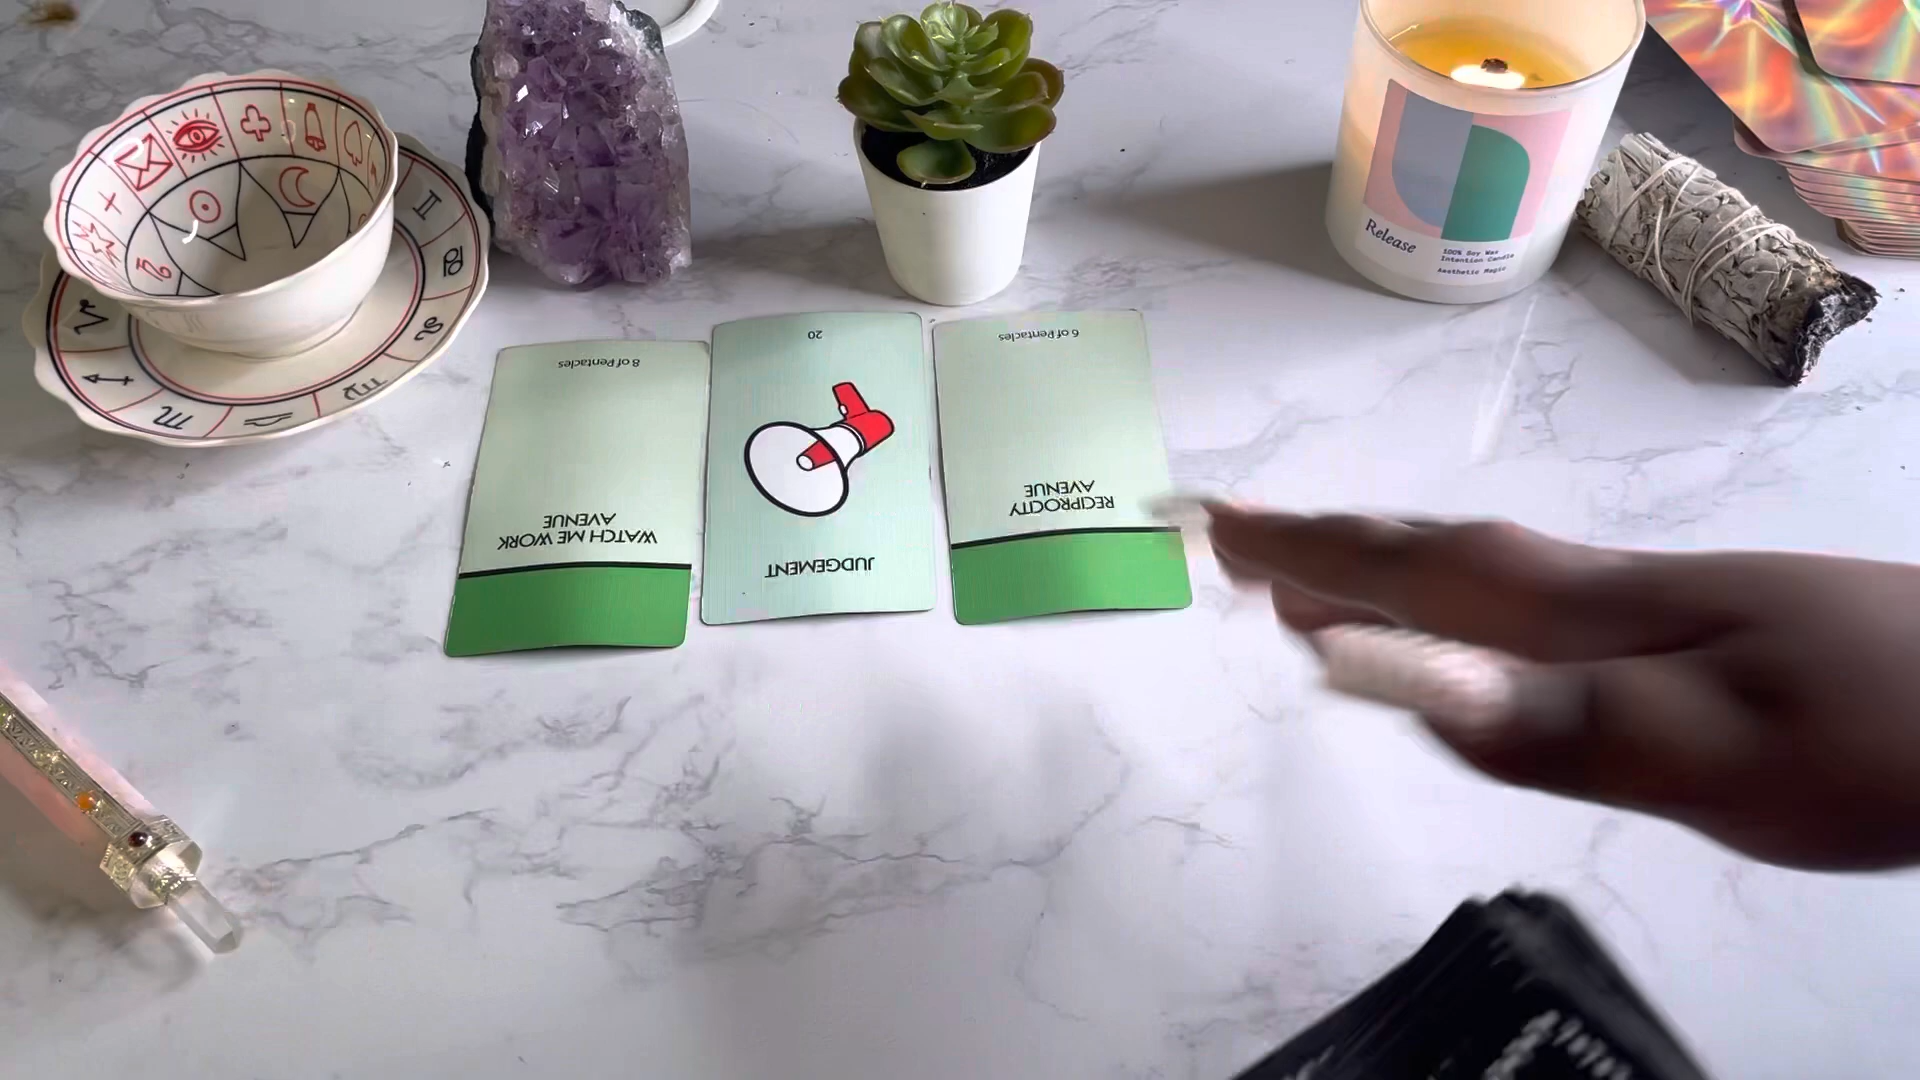 8 of Pentacles
WATCH ME WORK
AVENUE
20
JUDGEMENT
6 of Pentacles
RECIPROCITY
AVENUE
Release
100% Soy Wax
Intention Candle
Aesthetic Magic